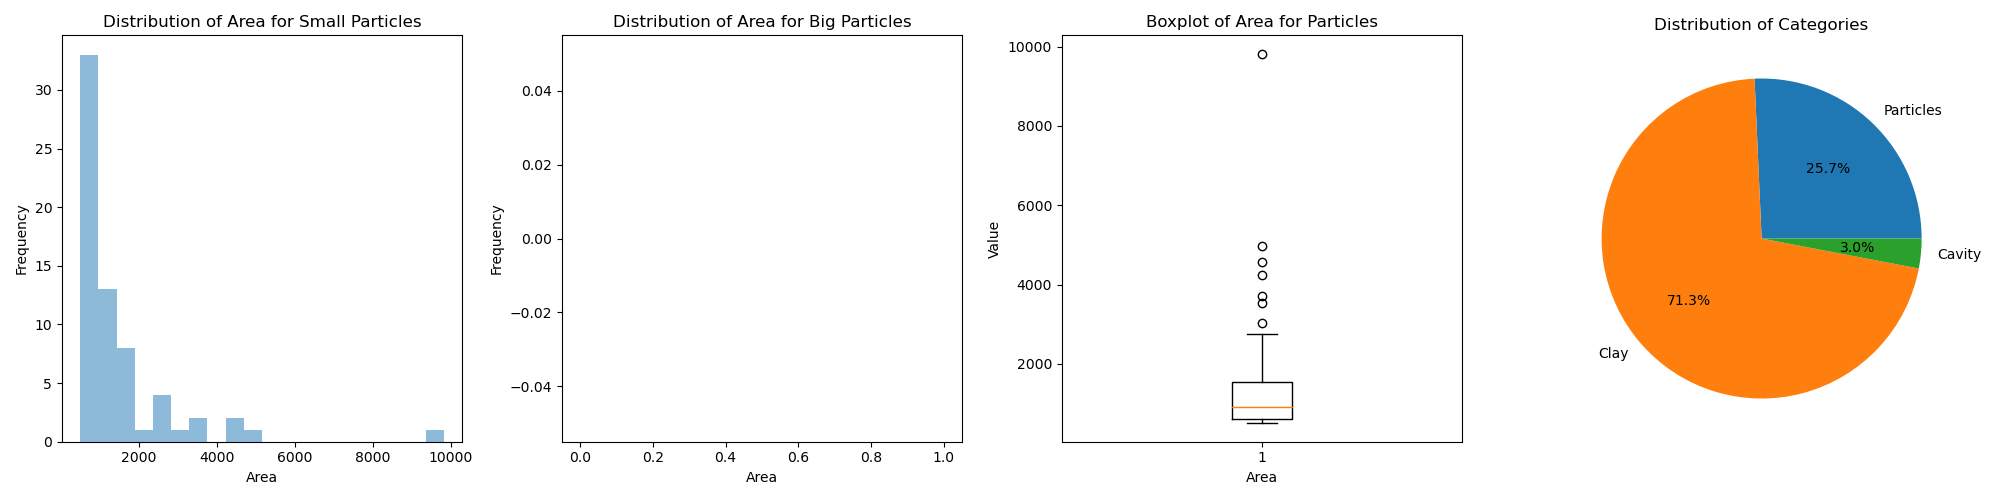 Distribution of Area for Small Particles
Frequency
30
25
20
15
10
5
0
2000 4000 6000 8000 10000
Area
Distribution of Area for Big Particles
Frequency
0.04
0.02
0.00
−0.02
−0.04
0.0 0.2 0.4 0.6 0.8 1.0
Area
Boxplot of Area for Particles
Value
10000
8000
6000
4000
2000
1
Area
Distribution of Categories
Particles
25.7%
Cavity
3.0%
71.3%
Clay